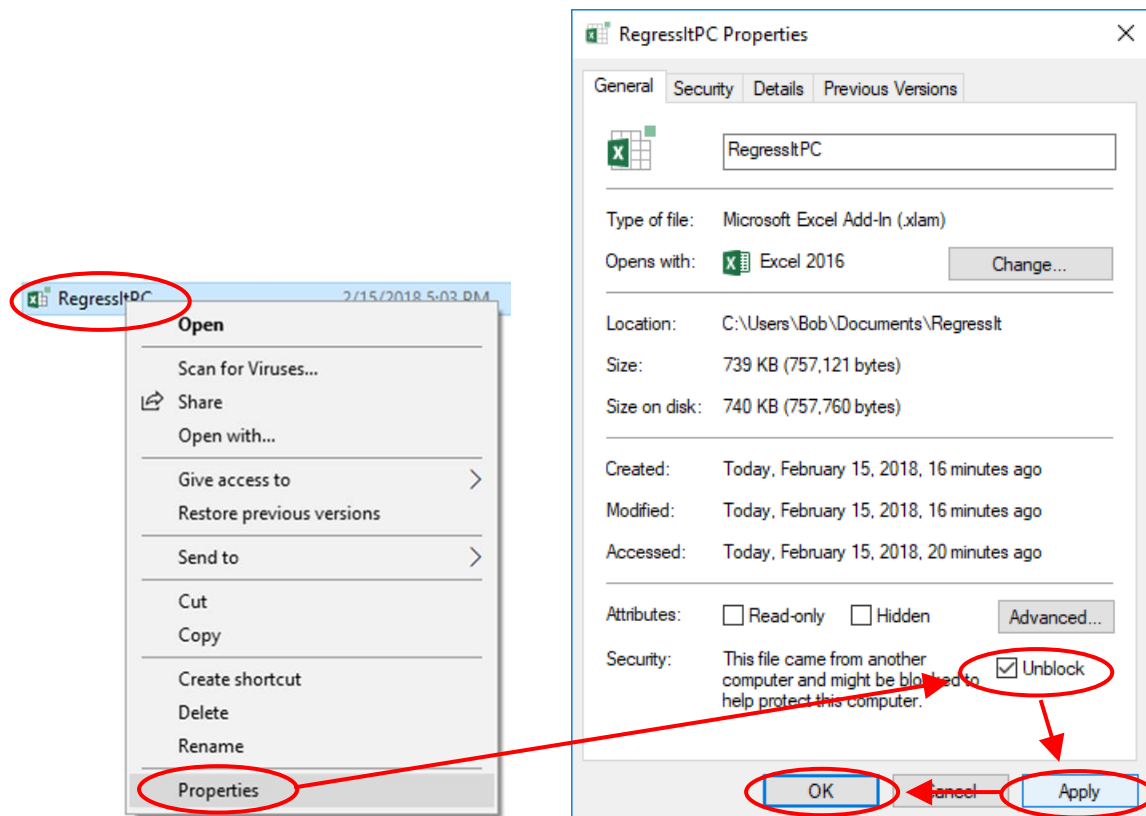 RegressItPC 2/15/2018 5:03 PM
Open
Scan for Viruses...
Share
Open with...
Give access to
Restore previous versions
Send to
Cut
Copy
Create shortcut
Delete
Rename
Properties
RegressItPC Properties
General Security Details Previous Versions
RegressItPC
Type of file: Microsoft Excel Add-In (.xlam)
Opens with: Excel 2016 Change...
Location: C:\Users\Bob\Documents\RegressIt
Size: 739 KB (757,121 bytes)
Size on disk: 740 KB (757,760 bytes)
Created: Today, February 15, 2018, 16 minutes ago
Modified: Today, February 15, 2018, 16 minutes ago
Accessed: Today, February 15, 2018, 20 minutes ago
Attributes: Read-only Hidden Advanced...
Security: This file came from another
computer and might be blocked to
help protect this computer.
Unblock
OK Cancel Apply